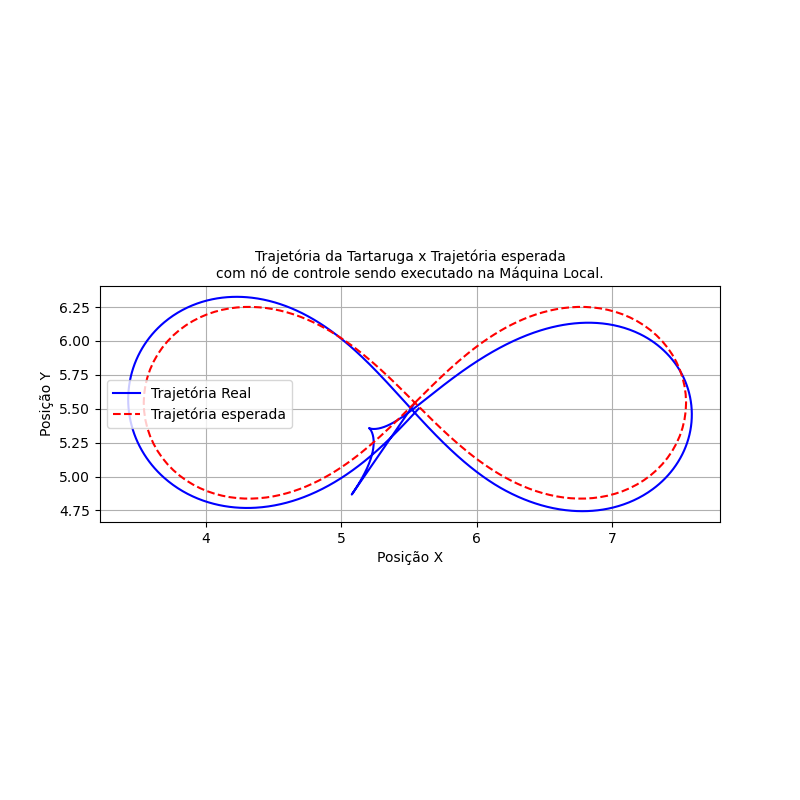 Trajetória da Tartaruga x Trajetória esperada
com nó de controle sendo executado na Máquina Local.
6.25
6.00
5.75
5.50
5.25
5.00
4.75
Posição Y
Trajetória Real
Trajetória esperada
4
5
6
7
Posição X